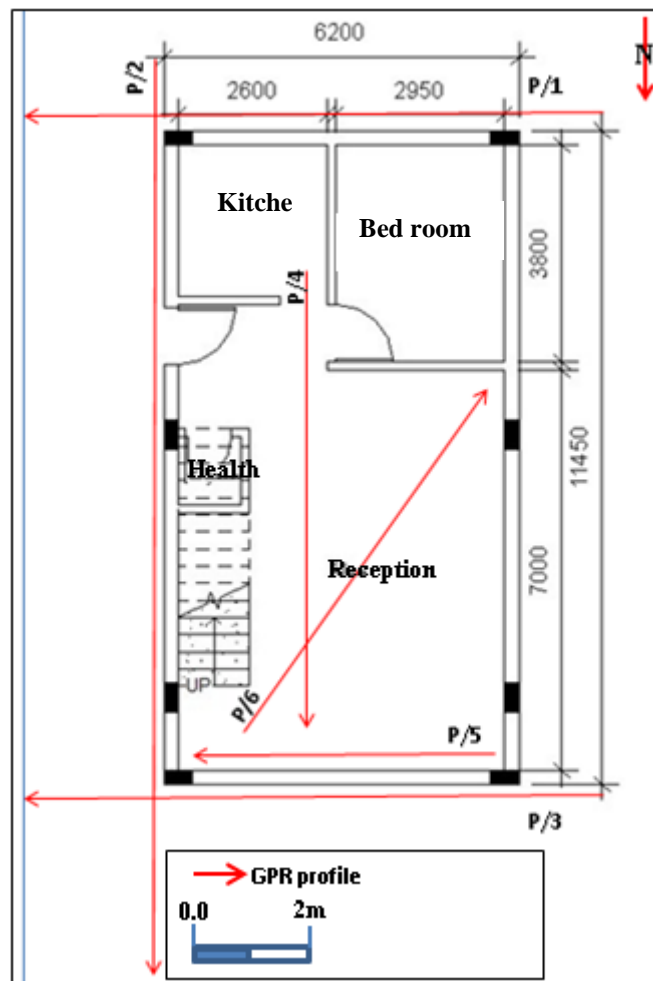 6200
N
P/2
P/1
2600
2950
Kitche
Bed room
3800
P/4
11450
Health
Reception
7000
UP
P/6
P/5
P/3
GPR profile
0.0
2m